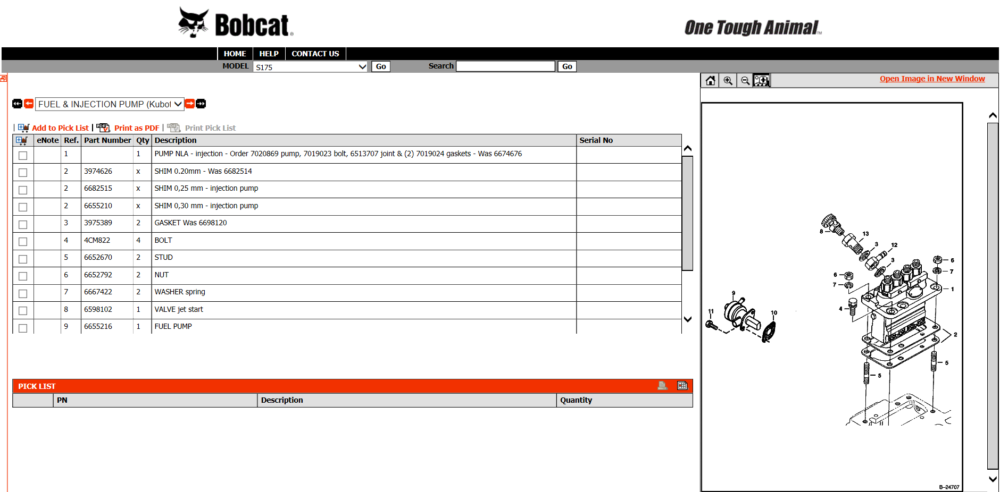 Bobcat®
One Tough Animal™
HOME HELP CONTACT US
MODEL S175 Go Search Go
Open Image in New Window
FUEL & INJECTION PUMP (Kubot
Add to Pick List | Print as PDF | Print Pick List
eNote Ref. Part Number Qty Description Serial No
1 1 PUMP NLA - injection - Order 7020869 pump, 7019023 bolt, 6513707 joint & (2) 7019024 gaskets - Was 6674676
2 3974626 x SHIM 0.20mm - Was 6682514
2 6682515 x SHIM 0,25 mm - injection pump
2 6655210 x SHIM 0,30 mm - injection pump
3 3975389 2 GASKET Was 6698120
4 4CM822 4 BOLT
5 6652670 2 STUD
6 6652792 2 NUT
7 6667422 2 WASHER spring
8 6598102 1 VALVE jet start
9 6655216 1 FUEL PUMP
PICK LIST
PN Description Quantity
8
13
3
12
3
6
7
6
7
1
9
4
11
10
2
5
5
B-24707